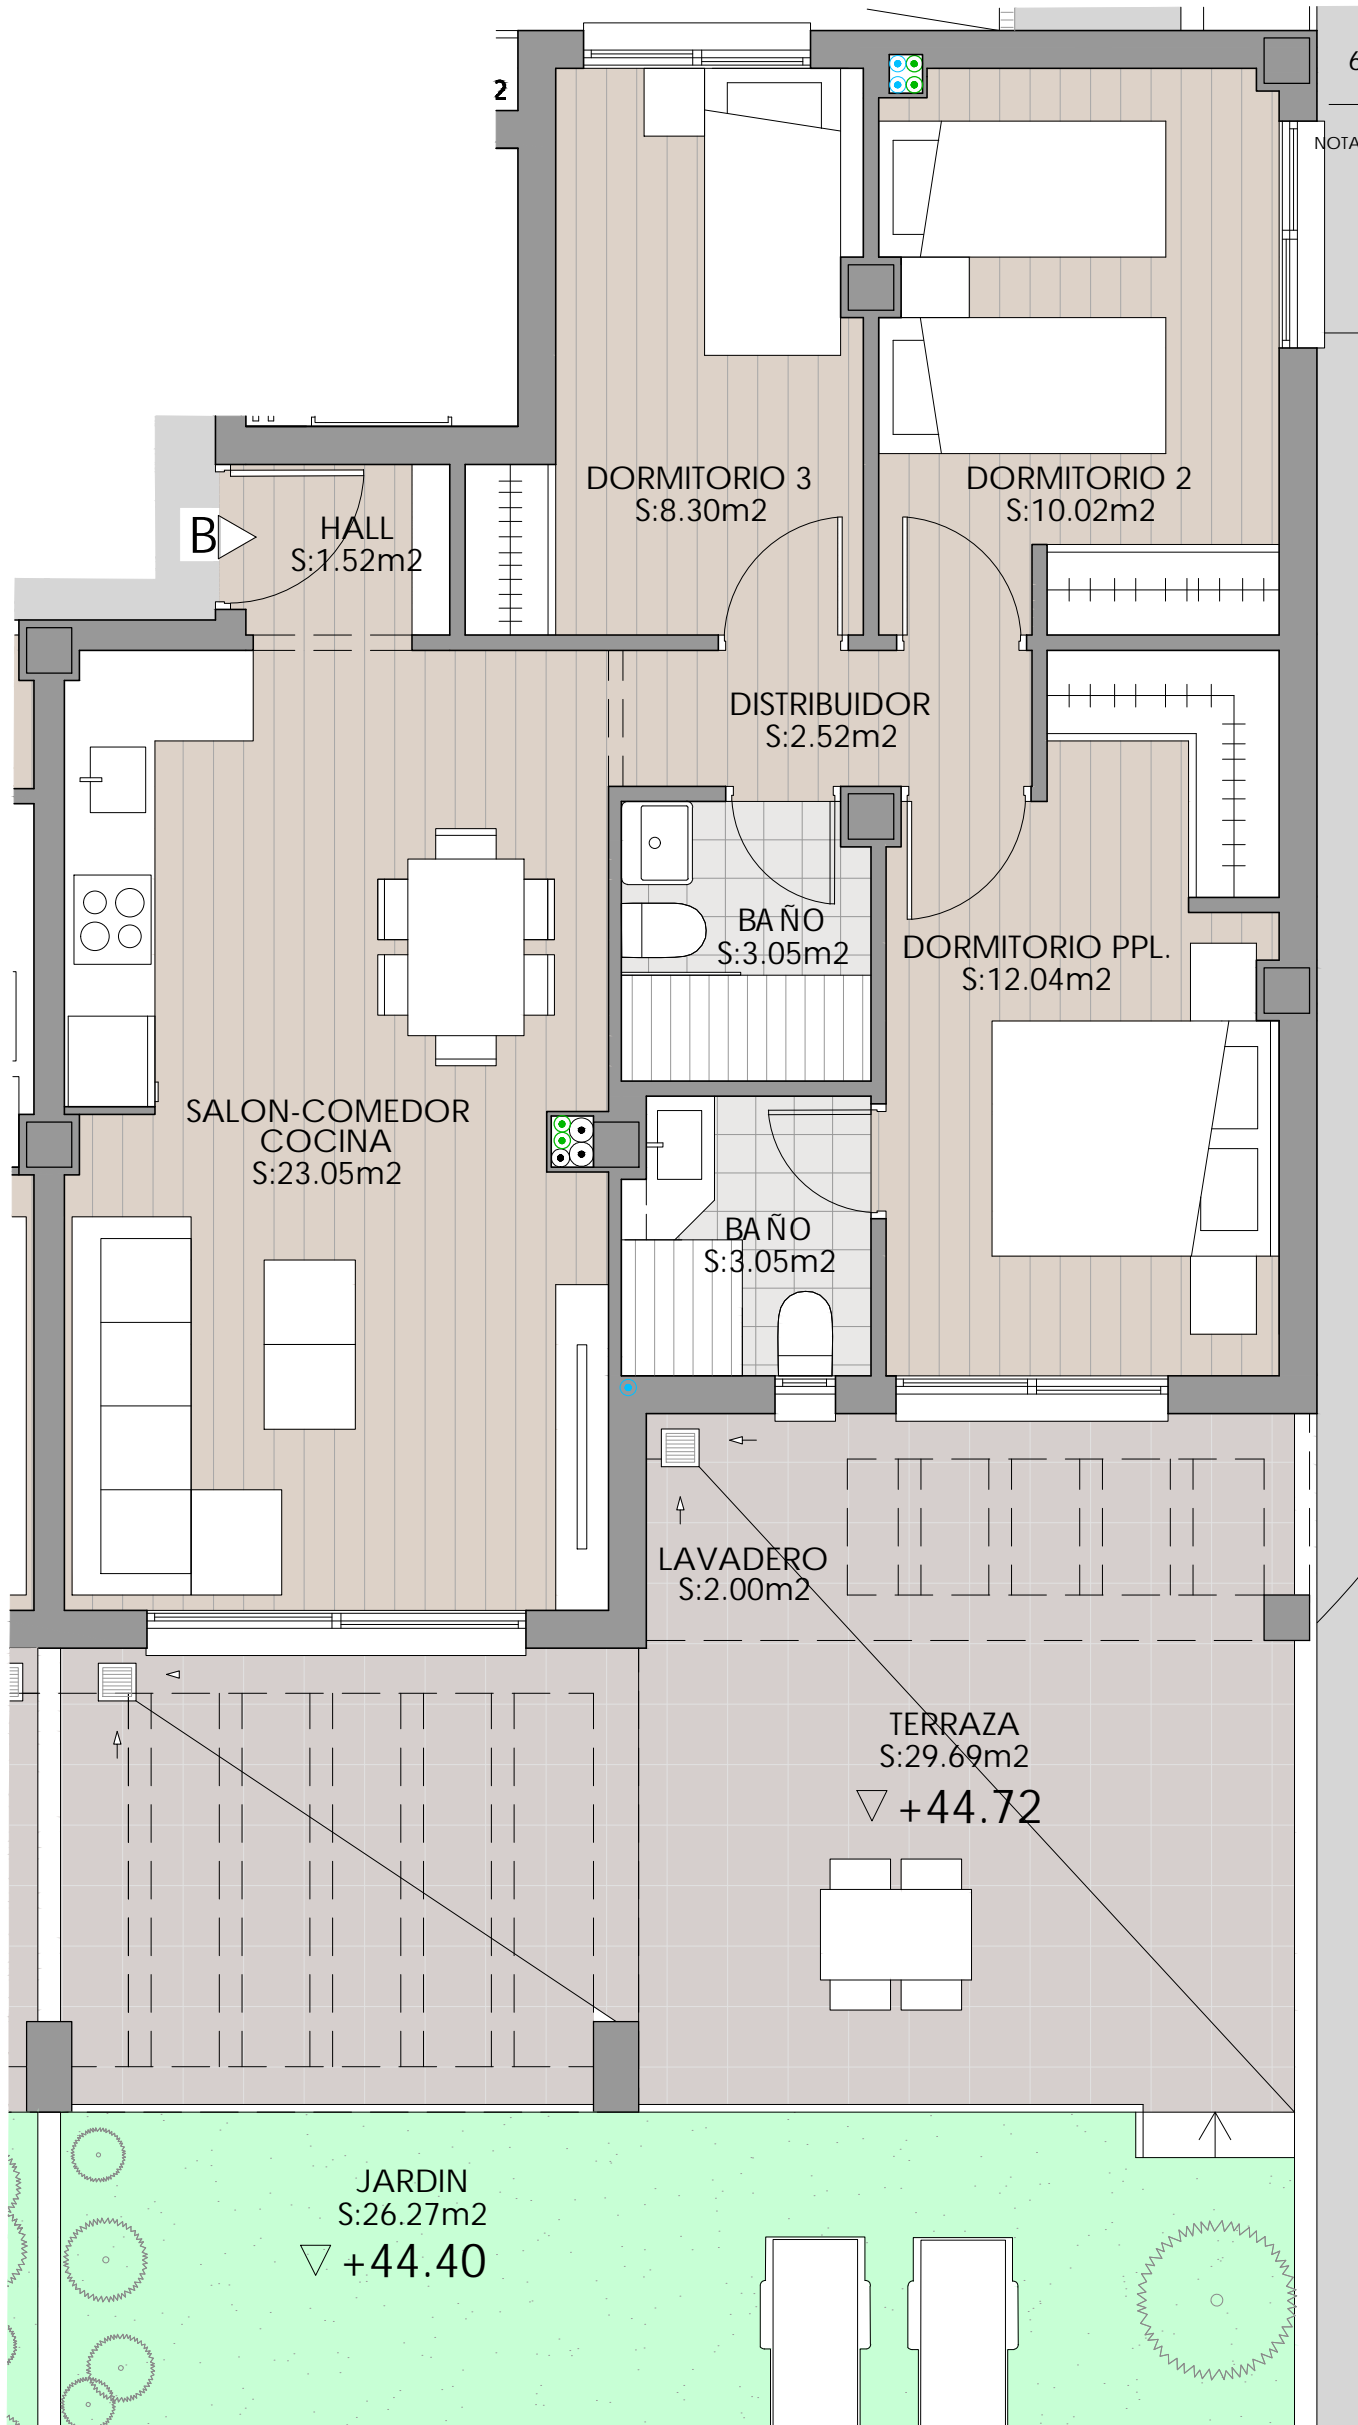 2
6
NOTA
DORMITORIO 3
S:8.30m2
DORMITORIO 2
S:10.02m2
B
HALL
S:1.52m2
DISTRIBUIDOR
S:2.52m2
BAÑO
S:3.05m2
DORMITORIO PPL.
S:12.04m2
SALON-COMEDOR
COCINA
S:23.05m2
BAÑO
S:3.05m2
LAVADERO
S:2.00m2
TERRAZA
S:29.69m2
+44.72
JARDIN
S:26.27m2
+44.40